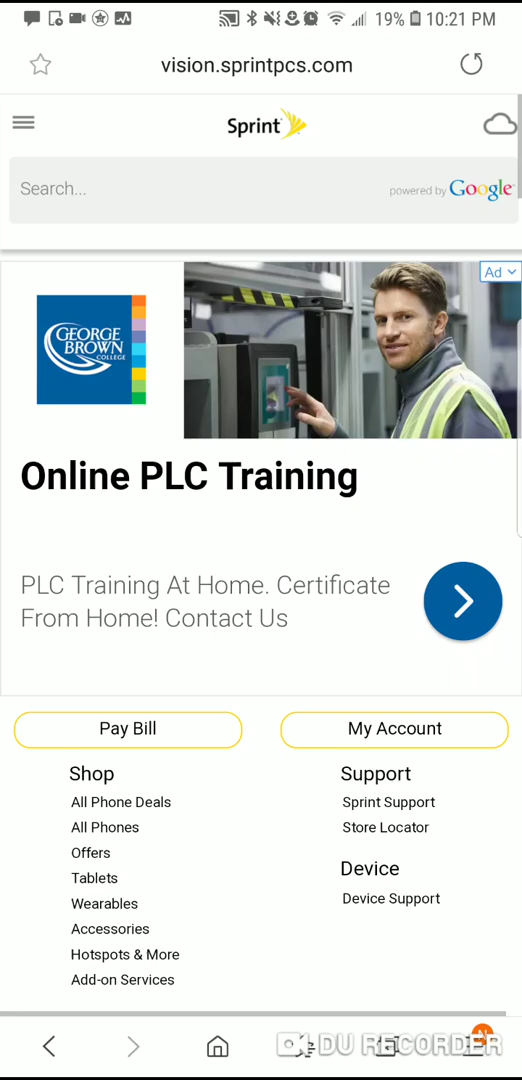 19% 10:21 PM
vision.sprintpcs.com
Sprint
Search...
powered by Google
Ad
GEORGE
BROWN
COLLEGE
Online PLC Training
PLC Training At Home. Certificate
From Home! Contact Us
Pay Bill
My Account
Shop
All Phone Deals
All Phones
Offers
Tablets
Wearables
Accessories
Hotspots & More
Add-on Services
Support
Sprint Support
Store Locator
Device
Device Support
N
DU RECORDER